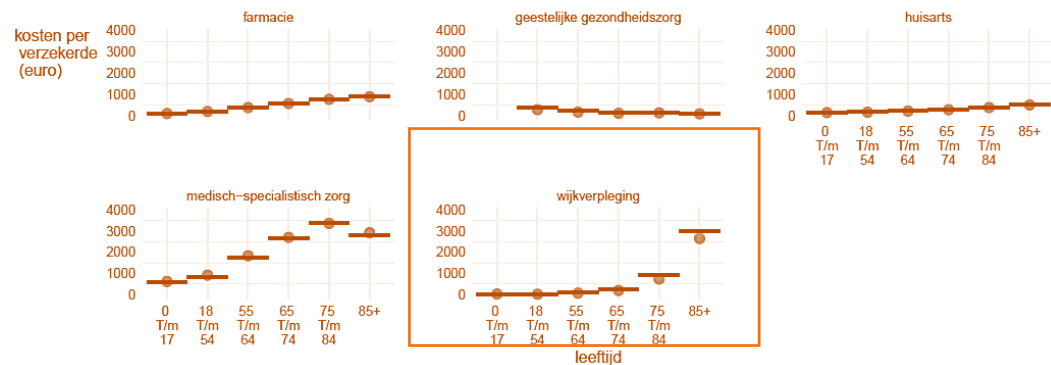 farmacie
geestelijke gezondheidszorg
huisarts
kosten per
verzekerde
(euro)
4000
3000
2000
1000
0
4000
3000
2000
1000
0
4000
3000
2000
1000
0
0 18 55 65 75 85+
T/m T/m T/m T/m T/m
17 54 64 74 84
medisch-specialistisch zorg
wijkverpleging
4000
3000
2000
1000
0
4000
3000
2000
1000
0
0 18 55 65 75 85+
T/m T/m T/m T/m T/m
17 54 64 74 84
0 18 55 65 75 85+
T/m T/m T/m T/m T/m
17 54 64 74 84
leeftijd